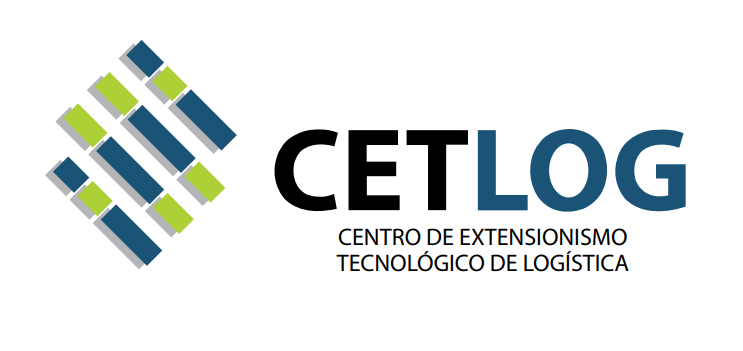 CETLOG
CENTRO DE EXTENSIONISMO
TECNOLÓGICO DE LOGÍSTICA